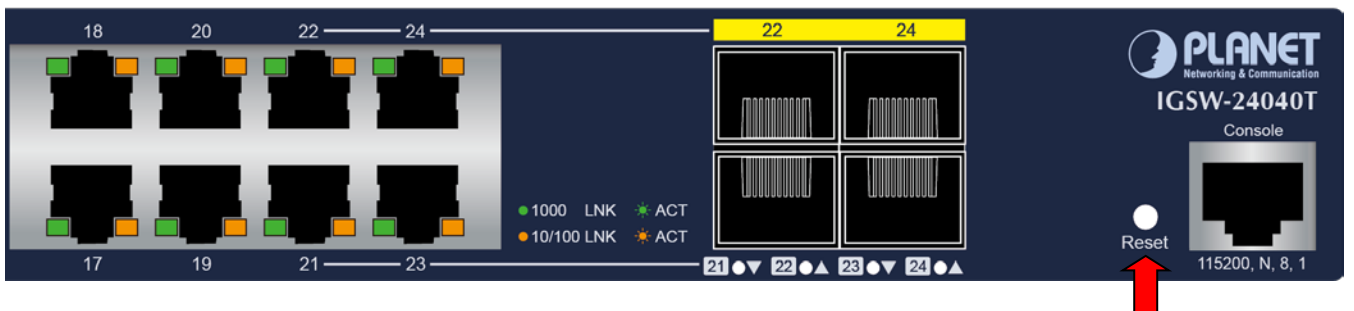 18 20 22 24 22 24
PLANET
Networking & Communication
IGSW-24040T
Console
1000 LNK ACT
10/100 LNK ACT
Reset
17 19 21 23 21 ▼ 22 ▲ 23 ▼ 24 ▲ 115200, N, 8, 1